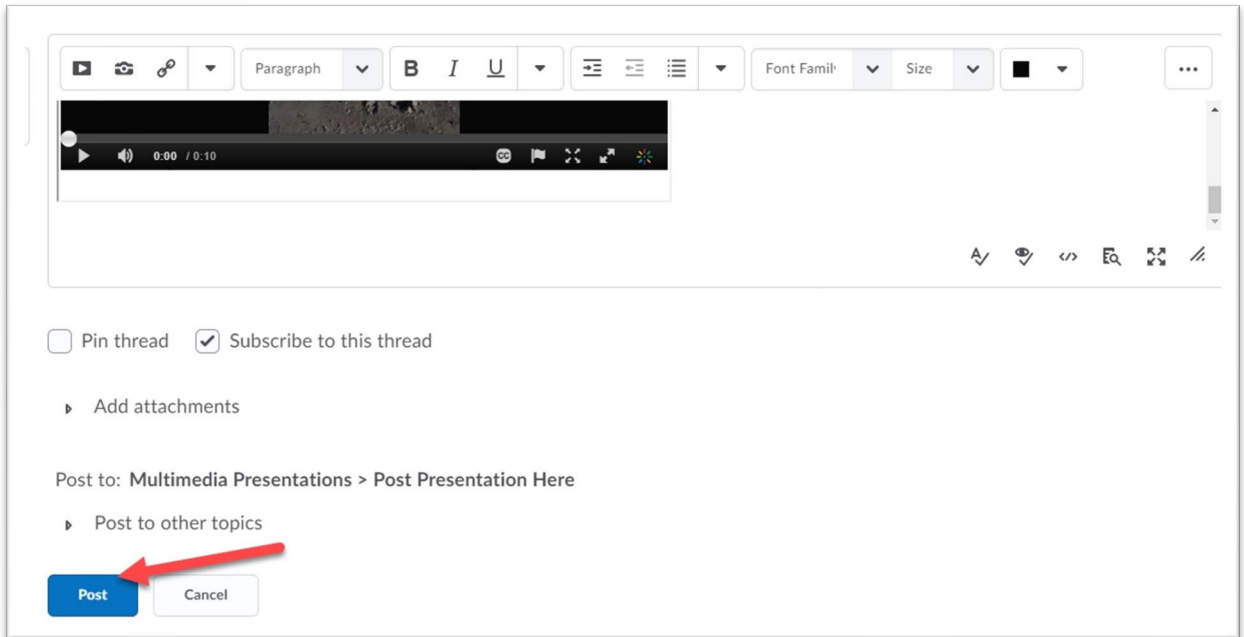 Paragraph B I U Font Famil Size ...
0:00 / 0:10 CC
A </>
Pin thread Subscribe to this thread
Add attachments
Post to: Multimedia Presentations > Post Presentation Here
Post to other topics
Post Cancel